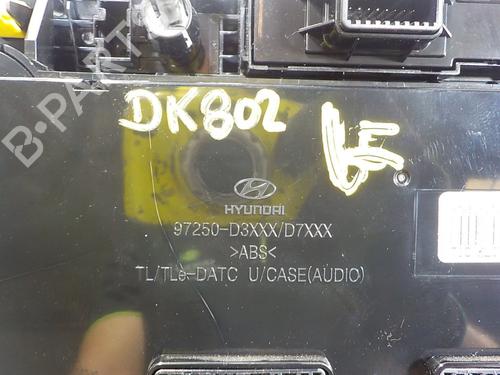 DK802
HYUNDAI
97250-D3XXX/D7XXX
>ABS<
TL/TLe-DATC U/CASE(AUDIO)
B-PARTS